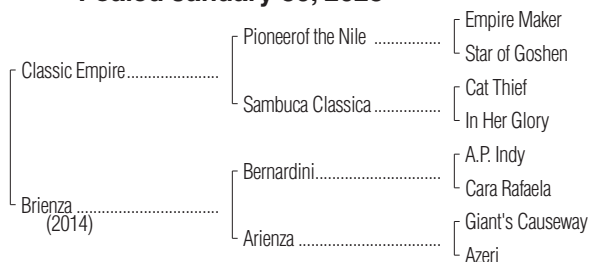 Foaled January
Empire Maker
Pioneerof the Nile ................
Star of Goshen
Classic Empire......................
Cat Thief
Sambuca Classica................
In Her Glory
A.P. Indy
Bernardini..............................
Cara Rafaela
Brienza ..................................
(2014)
Giant's Causeway
Arienza ..................................
Azeri